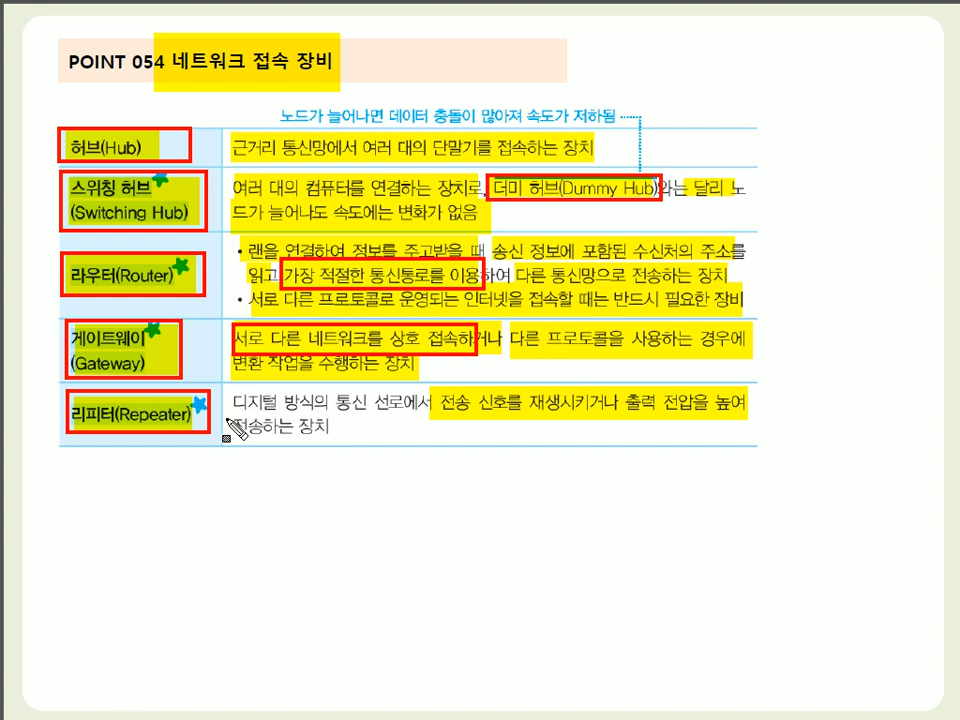 POINT 054 네트워크 접속 장비
노드가 늘어나면 데이터 충돌이 많아져 속도가 저하됨
허브(Hub)
근거리 통신망에서 여러 대의 단말기를 접속하는 장치
스위칭 허브
(Switching Hub)
여러 대의 컴퓨터를 연결하는 장치로, 더미 허브(Dummy Hub)와는 달리 노
드가 늘어나도 속도에는 변화가 없음
라우터(Router)
• 랜을 연결하여 정보를 주고받을 때 송신 정보에 포함된 수신처의 주소를
읽고 가장 적절한 통신통로를 이용하여 다른 통신망으로 전송하는 장치
• 서로 다른 프로토콜로 운영되는 인터넷을 접속할 때는 반드시 필요한 장비
게이트웨이
(Gateway)
서로 다른 네트워크를 상호 접속하거나 다른 프로토콜을 사용하는 경우에
변환 작업을 수행하는 장치
리피터(Repeater)
디지털 방식의 통신 선로에서 전송 신호를 재생시키거나 출력 전압을 높여
전송하는 장치